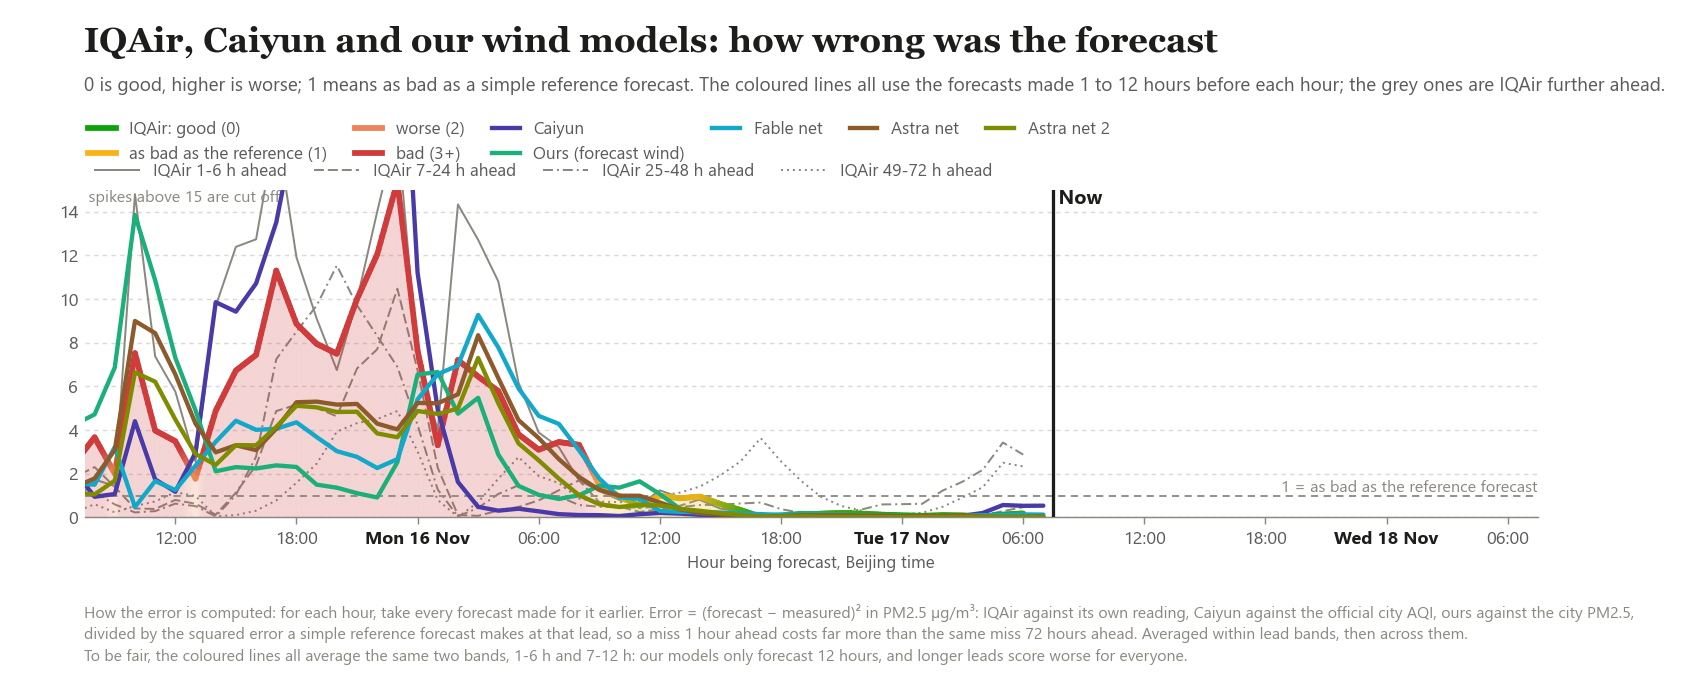 IQAir, Caiyun and our wind models: how wrong was the forecast
0 is good, higher is worse; 1 means as bad as a simple reference forecast. The coloured lines all use the forecasts made 1 to 12 hours before each hour; the grey ones are IQAir further ahead.
IQAir: good (0) worse (2) Caiyun Fable net Astra net Astra net 2
as bad as the reference (1) bad (3+) Ours (forecast wind)
IQAir 1-6 h ahead IQAir 7-24 h ahead IQAir 25-48 h ahead IQAir 49-72 h ahead
spikes above 15 are cut off
Now
14
12
10
8
6
4
2
1 = as bad as the reference forecast
0
12:00 18:00 Mon 16 Nov 06:00 12:00 18:00 Tue 17 Nov 06:00 12:00 18:00 Wed 18 Nov 06:00
Hour being forecast, Beijing time
How the error is computed: for each hour, take every forecast made for it earlier. Error = (forecast − measured)² in PM2.5 µg/m³: IQAir against its own reading, Caiyun against the official city AQI, ours against the city PM2.5,
divided by the squared error a simple reference forecast makes at that lead, so a miss 1 hour ahead costs far more than the same miss 72 hours ahead. Averaged within lead bands, then across them.
To be fair, the coloured lines all average the same two bands, 1-6 h and 7-12 h: our models only forecast 12 hours, and longer leads score worse for everyone.